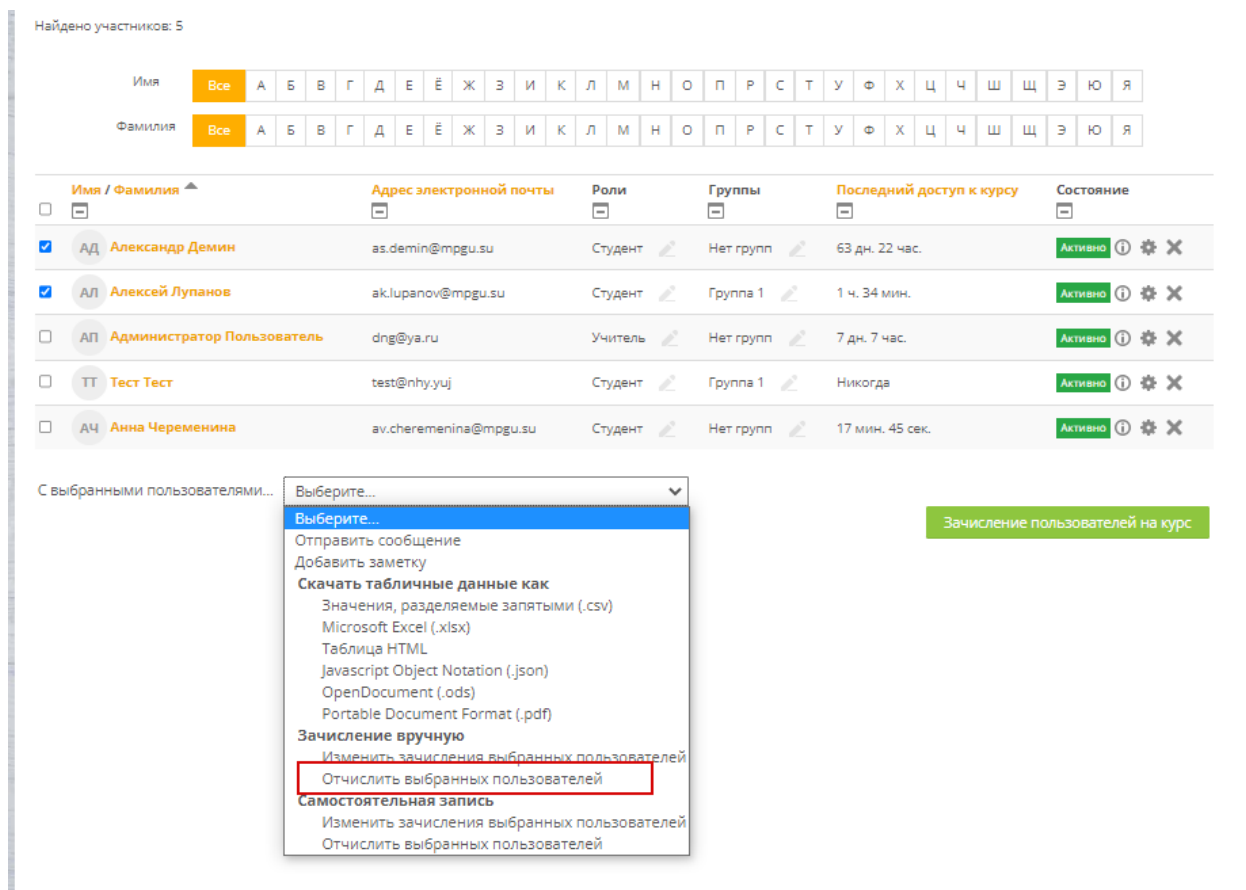 Найдено участников: 5
Имя Все А Б В Г Д Е Ё Ж З И К Л М Н О П Р С Т У Ф Х Ц Ч Ш Щ Э Ю Я
Фамилия Все А Б В Г Д Е Ё Ж З И К Л М Н О П Р С Т У Ф Х Ц Ч Ш Щ Э Ю Я
Имя / Фамилия Адрес электронной почты Роли Группы Последний доступ к курсу Состояние
АД Александр Демин as.demin@mpgu.su Студент Нет групп 63 дн. 22 час. Активно
АЛ Алексей Лупанов ak.lupanov@mpgu.su Студент Группа 1 1 ч. 34 мин. Активно
АП Администратор Пользователь dng@ya.ru Учитель Нет групп 7 дн. 7 час. Активно
ТТ Тест Тест test@nhy.yuj Студент Группа 1 Никогда Активно
АЧ Анна Череменина av.cheremenina@mpgu.su Студент Нет групп 17 мин. 45 сек. Активно
С выбранными пользователями... Выберите...
Выберите...
Зачисление пользователей на курс
Отправить сообщение
Добавить заметку
Скачать табличные данные как
Значения, разделяемые запятыми (.csv)
Microsoft Excel (.xlsx)
Таблица HTML
Javascript Object Notation (.json)
OpenDocument (.ods)
Portable Document Format (.pdf)
Зачисление вручную
Изменить зачисления выбранных пользователей
Отчислить выбранных пользователей
Самостоятельная запись
Изменить зачисления выбранных пользователей
Отчислить выбранных пользователей